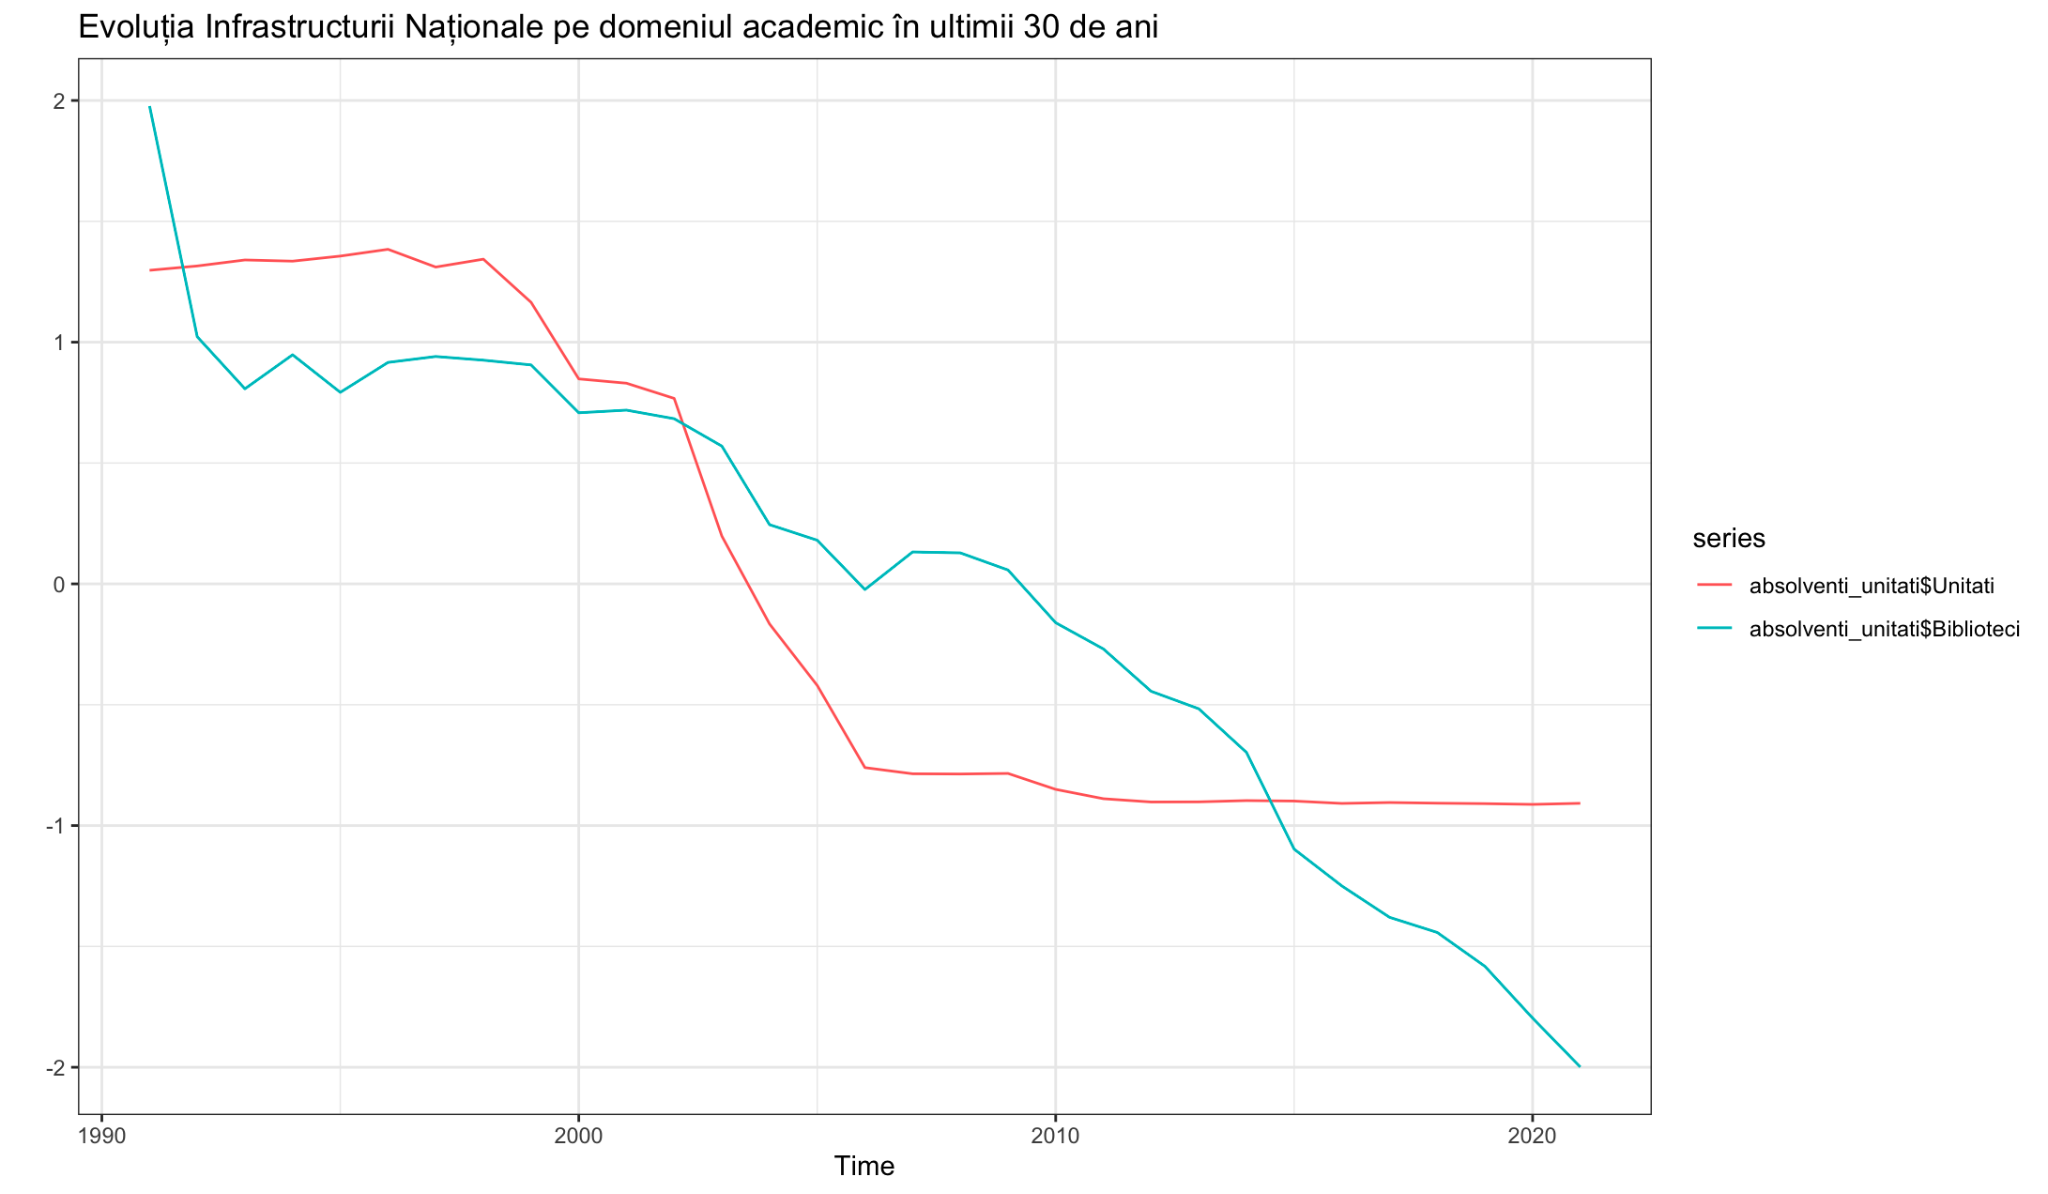 Evoluția Infrastructurii Naționale pe domeniul academic în ultimii 30 de ani
2
1
0
-1
-2
1990
2000
2010
2020
Time
series
absolventi_unitati$Unitati
absolventi_unitati$Biblioteci